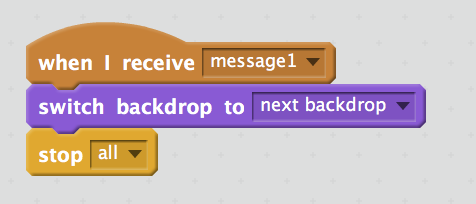 when I receive message1
switch backdrop to next backdrop
stop all